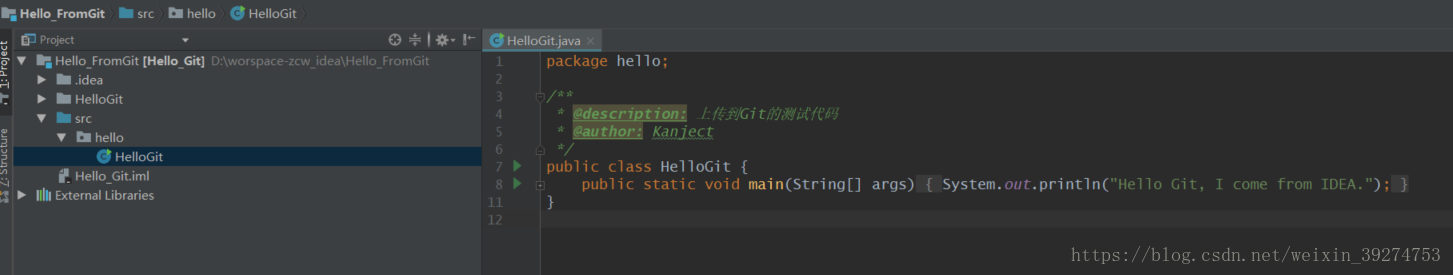 Hello_FromGit src hello HelloGit
Project
HelloGit.java
1: Project
Z: Structure
Hello_FromGit [Hello_Git] D:\worspace-zcw_idea\Hello_FromGit
.idea
HelloGit
src
hello
HelloGit
Hello_Git.iml
External Libraries
1 package hello;
2
3 /**
4 * @description: 上传到Git的测试代码
5 * @author: Kanject
6 */
7 public class HelloGit {
8 public static void main(String[] args) { System.out.println("Hello Git, I come from IDEA."); }
11 }
12
https://blog.csdn.net/weixin_39274753